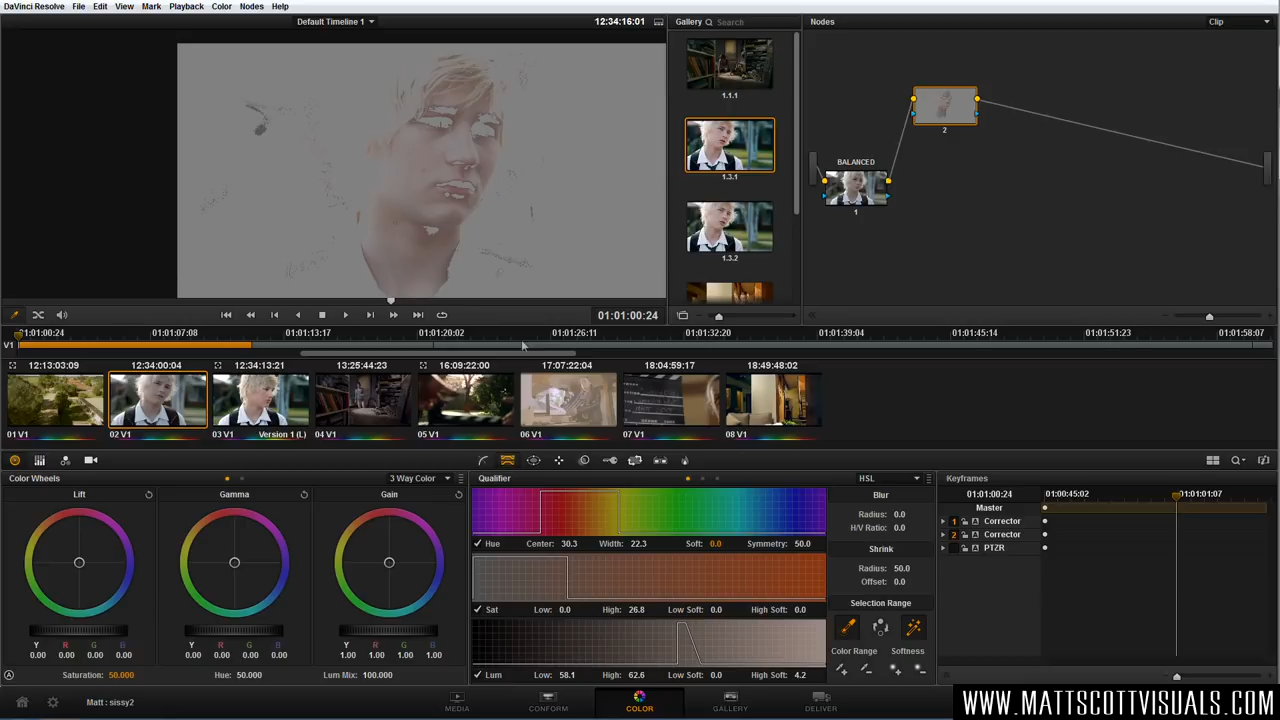 DaVinci Resolve File Edit View Mark Playback Color Nodes Help
Default Timeline 1 12:34:16:01 Gallery Search Nodes Clip
1.1.1
1.3.1
1.3.2
BALANCED
1
2
01:01:00:24
01:01:00:24 01:01:07:08 01:01:13:17 01:01:20:02 01:01:26:11 01:01:32:20 01:01:39:04 01:01:45:14 01:01:51:23 01:01:58:07
V1
12:13:03:09 12:34:00:04 12:34:13:21 13:25:44:23 16:09:22:00 17:07:22:04 18:04:59:17 18:49:48:02
01 V1 02 V1 03 V1 Version 1 (L) 04 V1 05 V1 06 V1 07 V1 08 V1
Color Wheels 3 Way Color
Lift Gamma Gain
Y R G B Y R G B Y R G B
0.00 0.00 0.00 0.00 0.00 0.00 0.00 0.00 1.00 1.00 1.00 1.00
Saturation: 50.000 Hue: 50.000 Lum Mix: 100.000
Qualifier HSL
Hue Center: 30.3 Width: 22.3 Soft: 0.0 Symmetry: 50.0
Sat Low: 0.0 High: 26.8 Low Soft: 0.0 High Soft: 0.0
Lum Low: 58.1 High: 62.6 Low Soft: 0.0 High Soft: 4.2
Blur
Radius: 0.0
H/V Ratio: 0.0
Shrink
Radius: 50.0
Offset: 0.0
Selection Range
Color Range Softness
Keyframes
01:01:00:24 01:00:45:02 01:01:01:07
Master
1 Corrector
2 Corrector
PTZR
Matt : sissy2
MEDIA CONFORM COLOR GALLERY DELIVER
WWW.MATTSCOTTVISUALS.COM